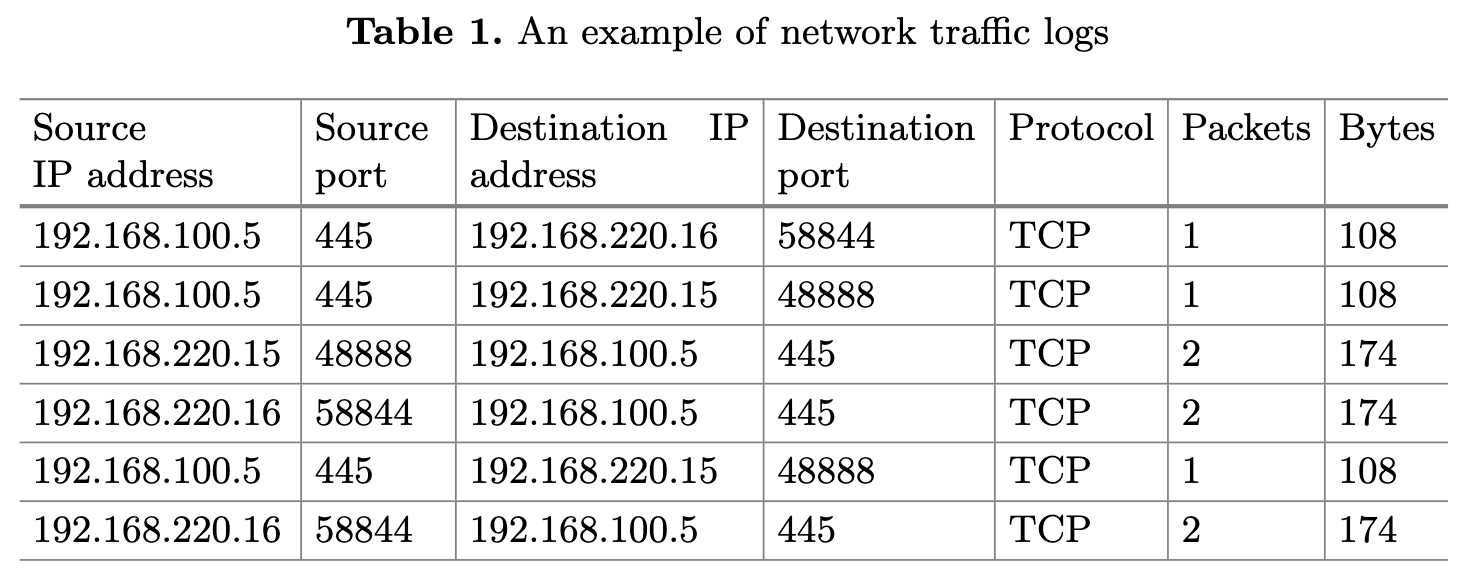 Table 1. An example of network traffic logs
Source IP address | Source port | Destination IP address | Destination port | Protocol | Packets | Bytes
192.168.100.5 | 445 | 192.168.220.16 | 58844 | TCP | 1 | 108
192.168.100.5 | 445 | 192.168.220.15 | 48888 | TCP | 1 | 108
192.168.220.15 | 48888 | 192.168.100.5 | 445 | TCP | 2 | 174
192.168.220.16 | 58844 | 192.168.100.5 | 445 | TCP | 2 | 174
192.168.100.5 | 445 | 192.168.220.15 | 48888 | TCP | 1 | 108
192.168.220.16 | 58844 | 192.168.100.5 | 445 | TCP | 2 | 174